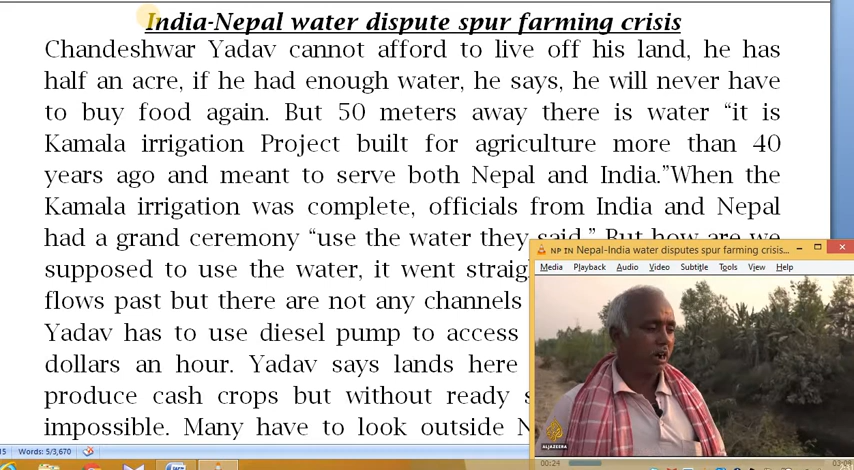 India-Nepal water dispute spur farming crisis
Chandeshwar Yadav cannot afford to live off his land, he has
half an acre, if he had enough water, he says, he will never have
to buy food again. But 50 meters away there is water “it is
Kamala irrigation Project built for agriculture more than 40
years ago and meant to serve both Nepal and India.”When the
Kamala irrigation was complete, officials from India and Nepal
had a grand ceremony “use the water they said.” But how are we
supposed to use the water, it went
flows past but there are not any channels
Yadav has to use diesel pump to access
dollars an hour. Yadav says lands here
produce cash crops but without ready
impossible. Many have to look outside
NP IN Nepal-India water disputes spur farming crisis...
Media Playback Audio Video Subtitle Tools View Help
ALJAZEERA
00:24 03:09
Words: 5/3,670